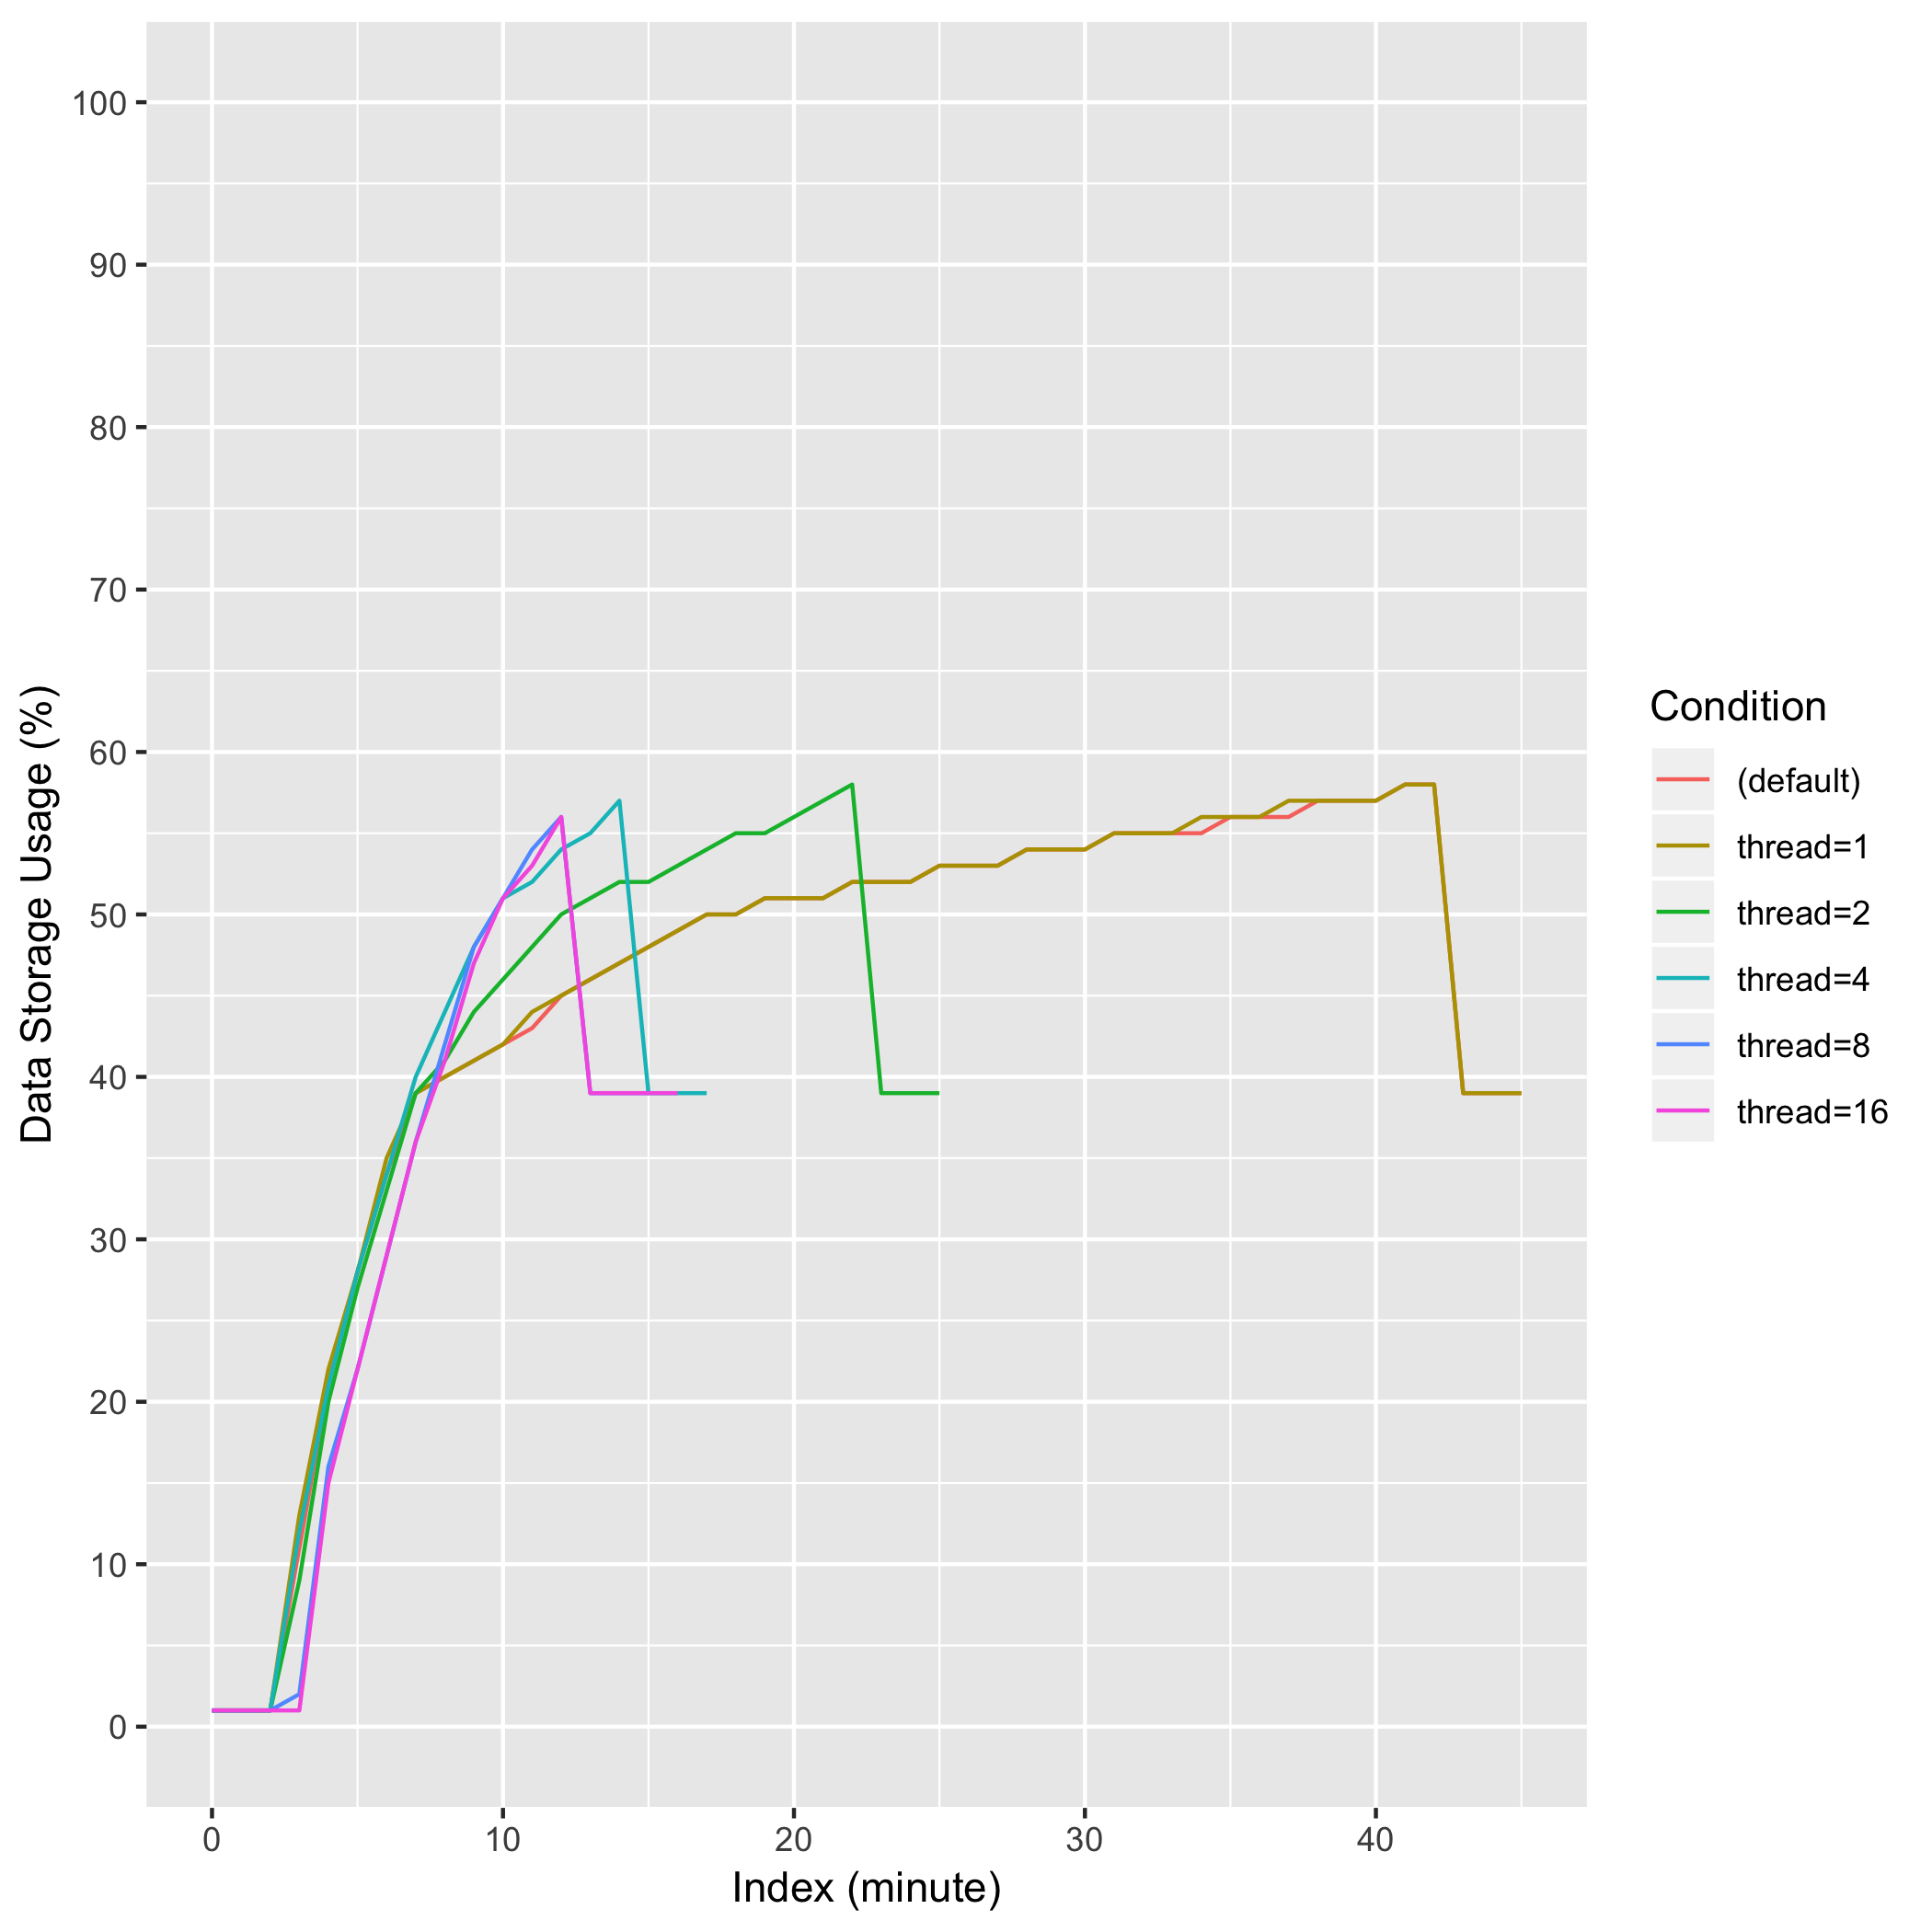 100
90
80
70
60
50
40
30
20
10
0
Data Storage Usage (%)
0 10 20 30 40
Index (minute)
Condition
(default)
thread=1
thread=2
thread=4
thread=8
thread=16